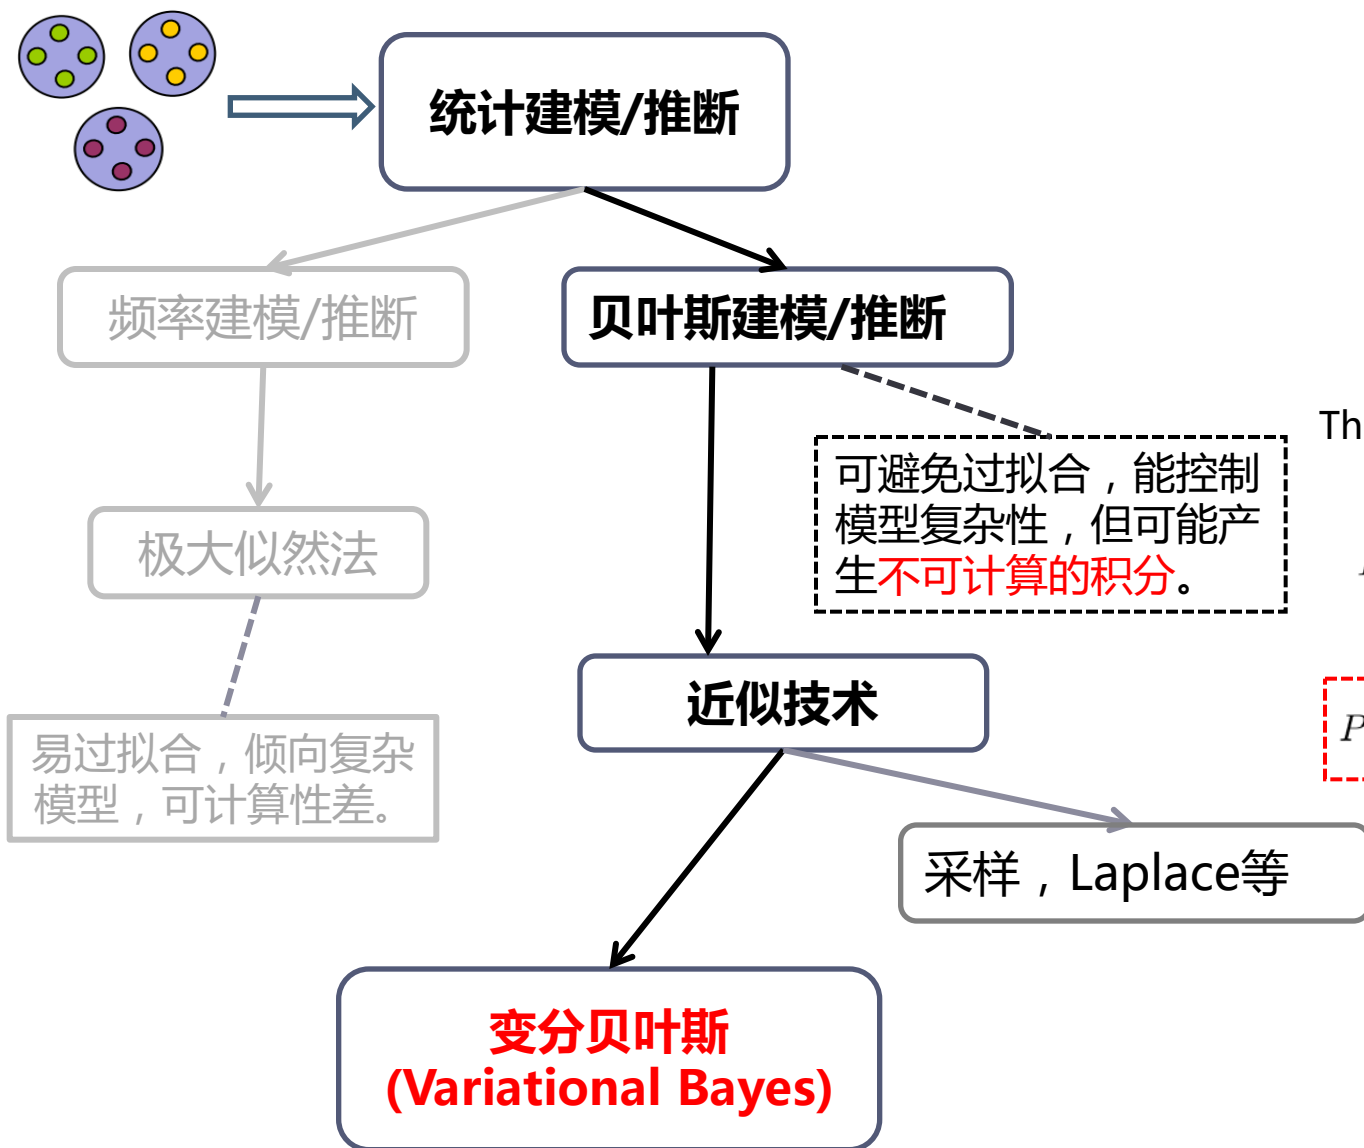 统计建模/推断
频率建模/推断
贝叶斯建模/推断
可避免过拟合，能控制
模型复杂性，但可能产
生不可计算的积分。
极大似然法
近似技术
易过拟合，倾向复杂
模型，可计算性差。
P
采样，Laplace等
变分贝叶斯
(Variational Bayes)